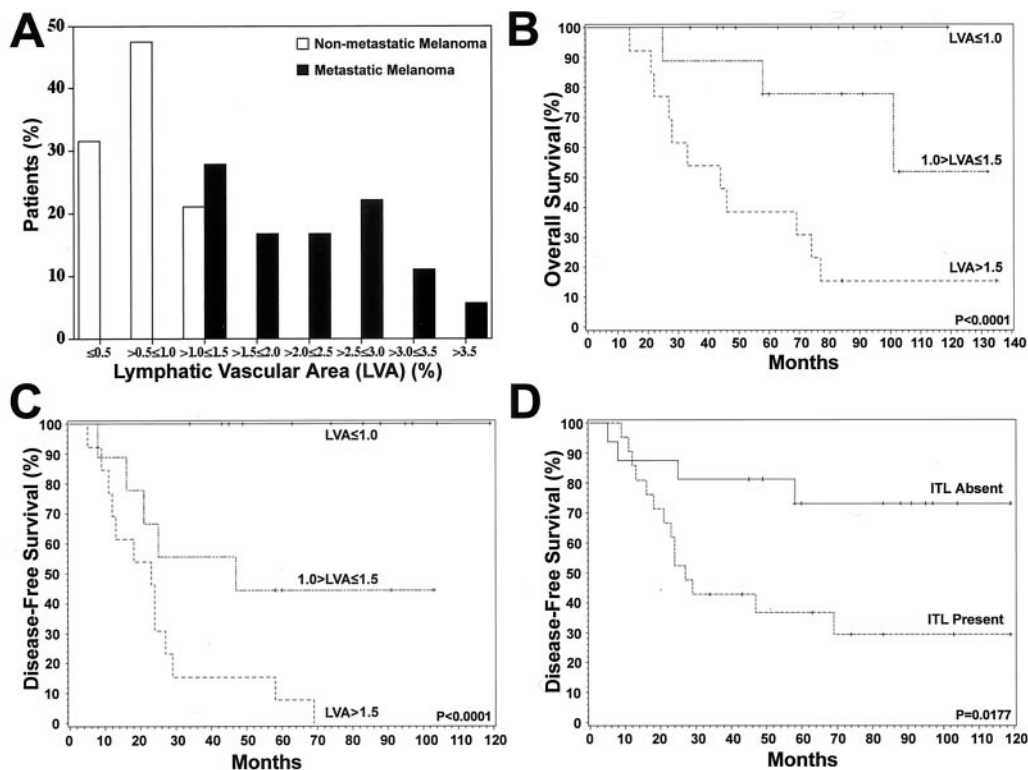 A
50
40
30
20
10
0
Patients (%)
Non-metastatic Melanoma
Metastatic Melanoma
≤0.5 >0.5≤1.0 >1.0≤1.5 >1.5≤2.0 >2.0≤2.5 >2.5≤3.0 >3.0≤3.5 >3.5
Lymphatic Vascular Area (LVA) (%)
B
100
90
80
70
60
50
40
30
20
10
0
Overall Survival (%)
LVA≤1.0
1.0>LVA≤1.5
LVA>1.5
P<0.0001
0 10 20 30 40 50 60 70 80 90 100 110 120 132 140
Months
C
100
90
80
70
60
50
40
30
20
10
0
Disease-Free Survival (%)
LVA≤1.0
1.0>LVA≤1.5
LVA>1.5
P<0.0001
0 10 20 30 40 50 60 70 80 90 100 110 120
Months
D
100
90
80
70
60
50
40
30
20
10
0
Disease-Free Survival (%)
ITL Absent
ITL Present
P=0.0177
0 10 20 30 40 50 60 70 80 90 100 110 120
Months